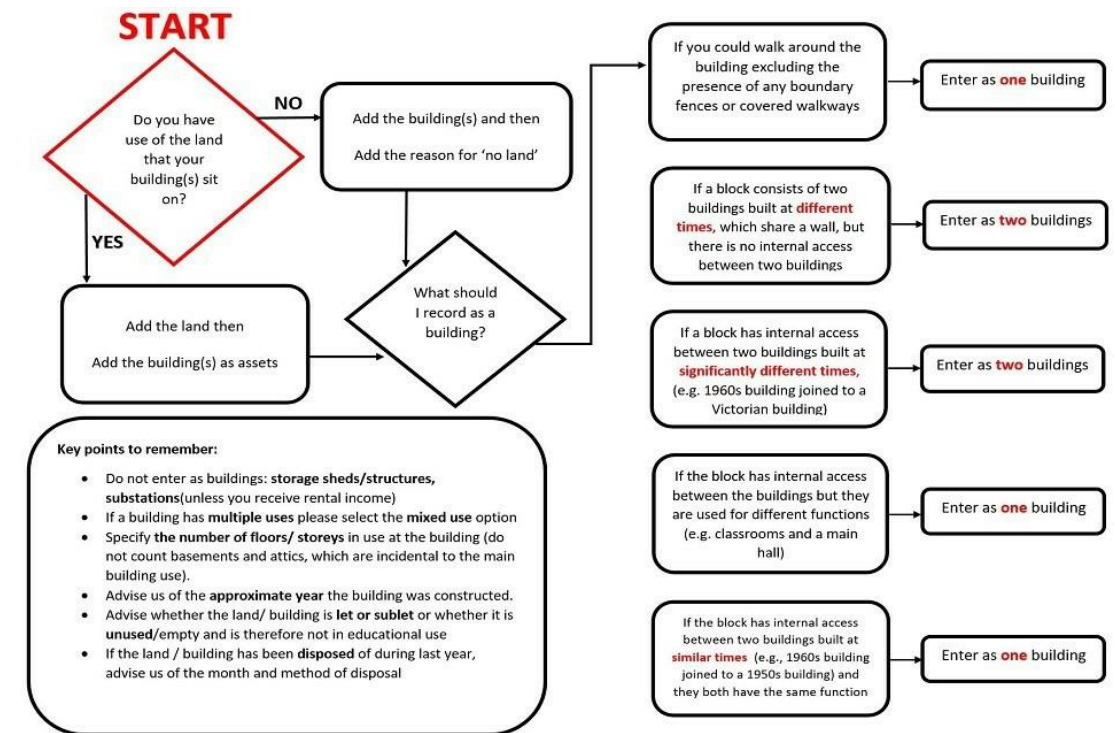 START
Do you have
use of the land
that your
building(s) sit
on?
NO
Add the building(s) and then
Add the reason for ‘no land’
YES
Add the land then
Add the building(s) as assets
What should
I record as a
building?
If you could walk around the
building excluding the
presence of any boundary
fences or covered walkways
Enter as one building
If a block consists of two
buildings built at different
times, which share a wall, but
there is no internal access
between two buildings
Enter as two buildings
If a block has internal access
between two buildings built at
significantly different times,
(e.g. 1960s building joined to a
Victorian building)
Enter as two buildings
If the block has internal access
between the buildings but they
are used for different functions
(e.g. classrooms and a main
hall)
Enter as one building
If the block has internal access
between two buildings built at
similar times (e.g., 1960s building
joined to a 1950s building) and
they both have the same function
Enter as one building
Key points to remember:
• Do not enter as buildings: storage sheds/structures,
substations(unless you receive rental income)
• If a building has multiple uses please select the mixed use option
• Specify the number of floors/ storeys in use at the building (do
not count basements and attics, which are incidental to the main
building use).
• Advise us of the approximate year the building was constructed.
• Advise whether the land/ building is let or sublet or whether it is
unused/empty and is therefore not in educational use
• If the land / building has been disposed of during last year,
advise us of the month and method of disposal